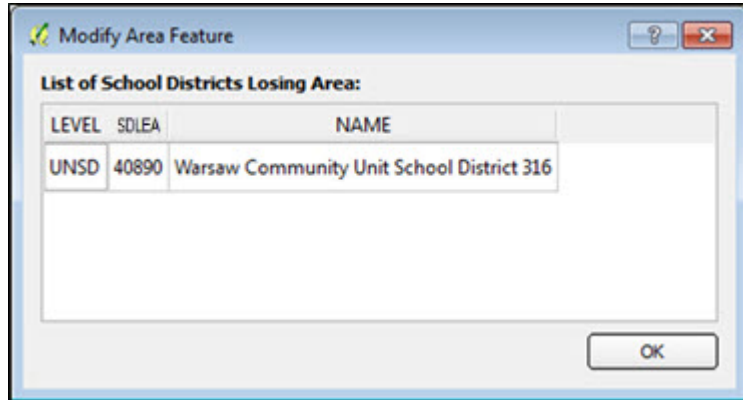 Modify Area Feature
List of School Districts Losing Area:
LEVEL SDLEA NAME
UNSD 40890 Warsaw Community Unit School District 316
OK